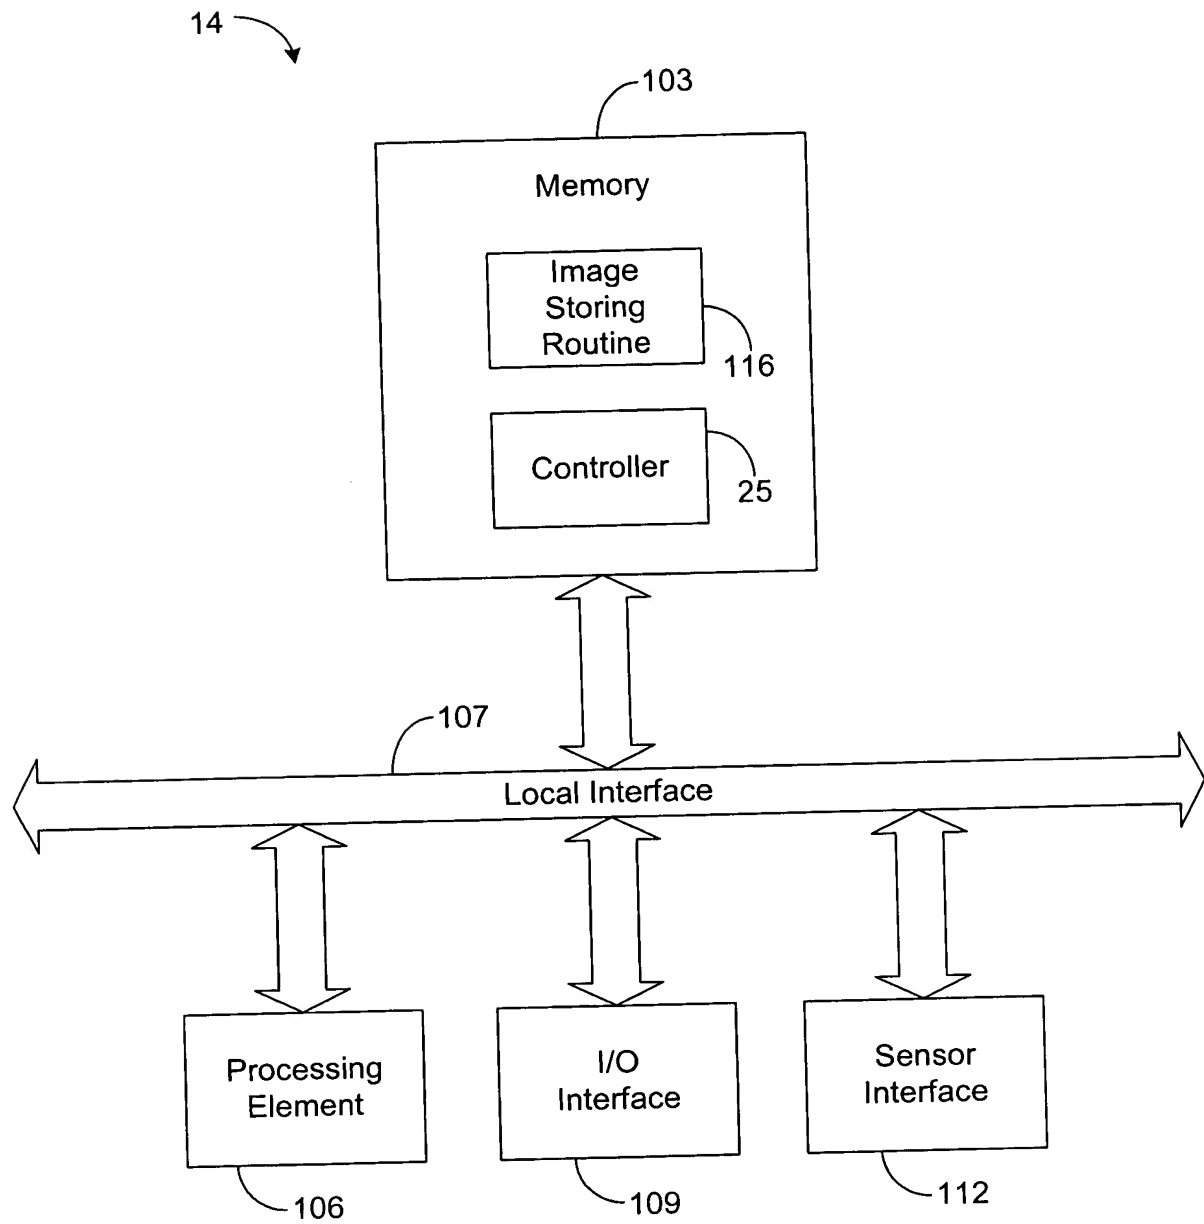 14
103
Memory
Image
Storing
Routine
116
Controller
25
107
Local Interface
Processing
Element
I/O
Interface
Sensor
Interface
106
109
112